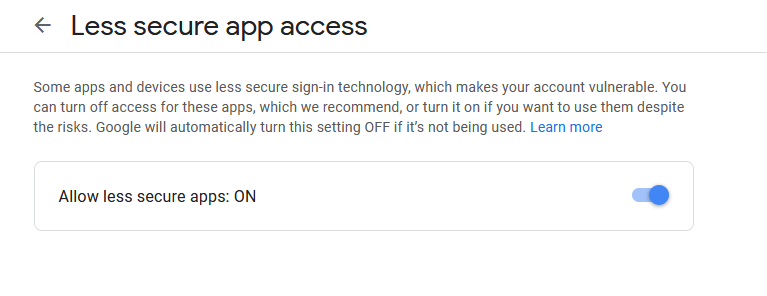 Less secure app access
Some apps and devices use less secure sign-in technology, which makes your account vulnerable. You
can turn off access for these apps, which we recommend, or turn it on if you want to use them despite
the risks. Google will automatically turn this setting OFF if it’s not being used. Learn more
Allow less secure apps: ON